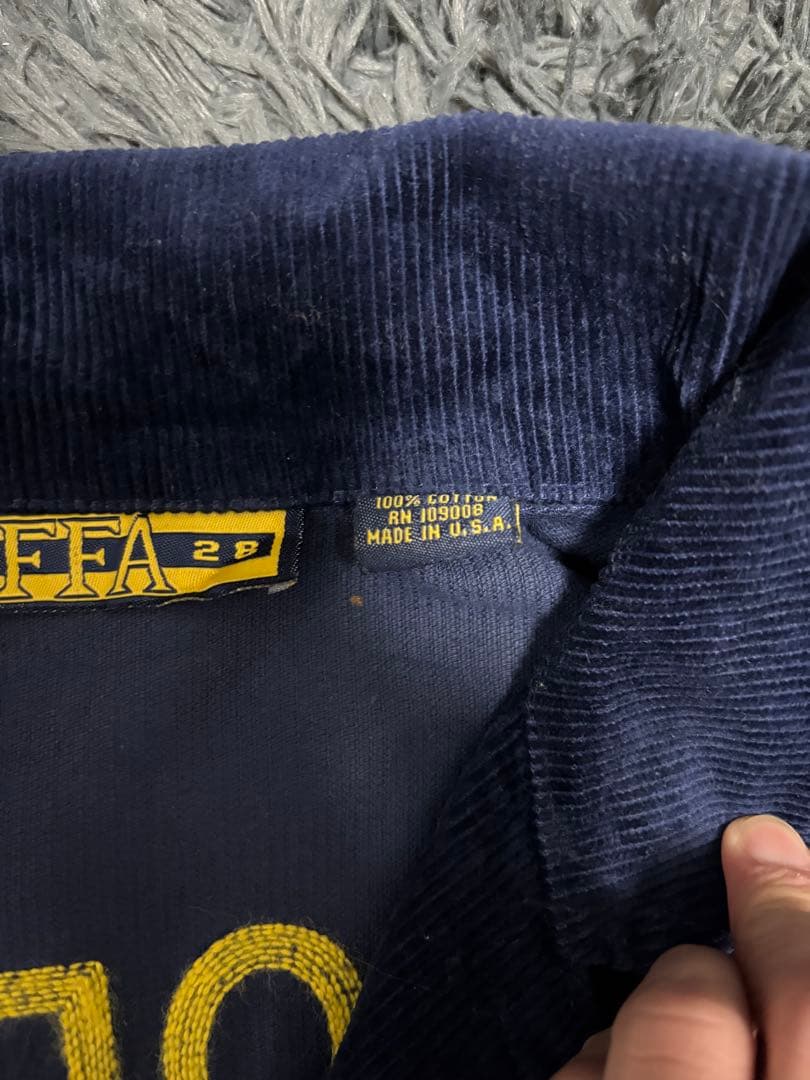 FFA 28
100% COTTON
RN 109008
MADE IN U.S.A.